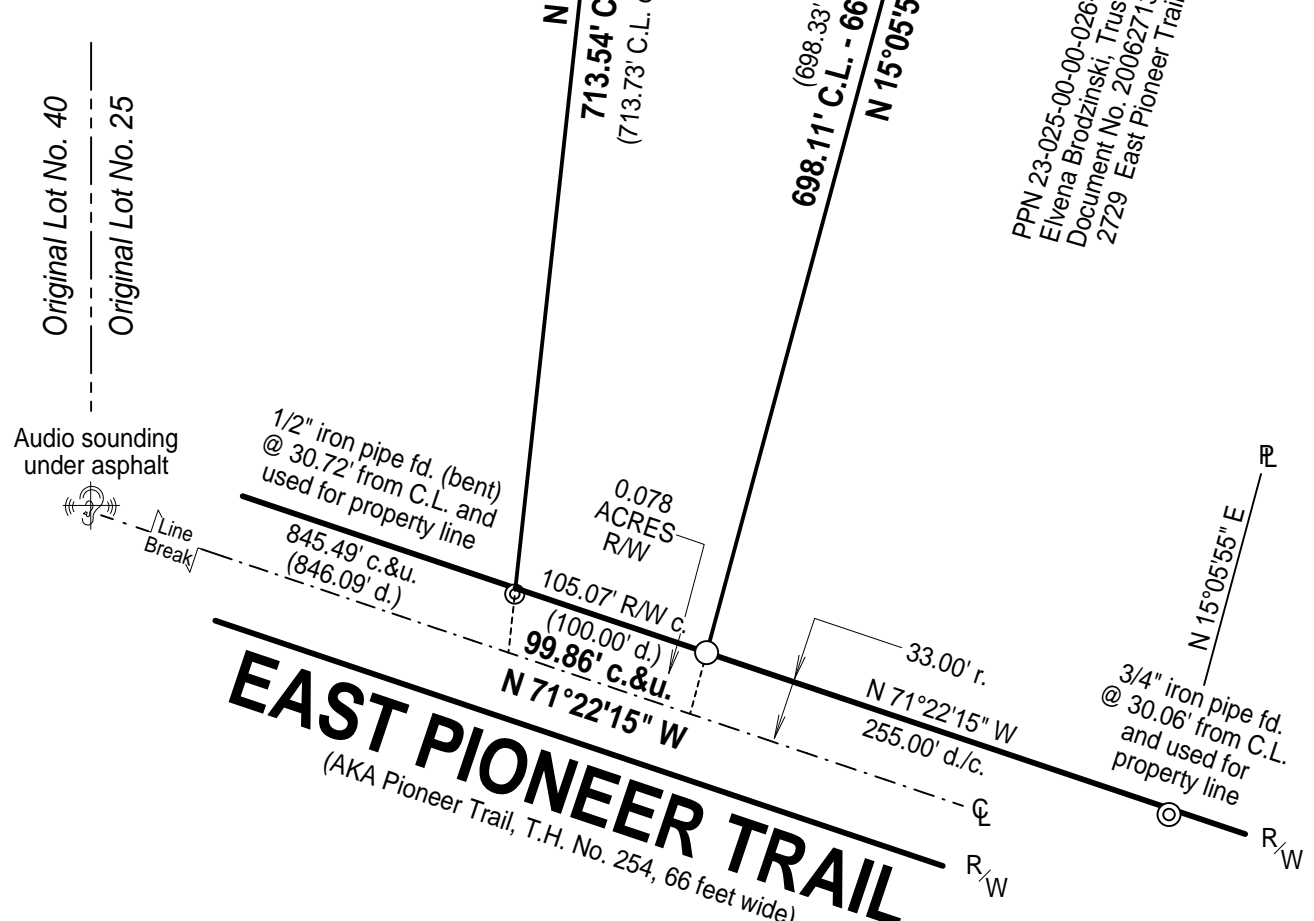 Original Lot No. 40
Original Lot No. 25
N
713.54' C
(713.73' C.L.
(698.33'
698.11' C.L. - 66
N 15°05'5
PPN 23-025-00-00-026
Elvena Brodzinski, Trus
Document No. 20062713
2729 East Pioneer Trail
Audio sounding
under asphalt
Line
Break
1/2" iron pipe fd. (bent)
@ 30.72' from C.L. and
used for property line
845.49' c.&u.
(846.09' d.)
0.078
ACRES
R/W
105.07' R/W c.
(100.00' d.)
99.86' c.&u.
N 71°22'15" W
33.00' r.
N 71°22'15" W
255.00' d./c.
PL
N 15°05'55" E
3/4" iron pipe fd.
@ 30.06' from C.L.
and used for
property line
CL
R/W
R/W
EAST PIONEER TRAIL
(AKA Pioneer Trail, T.H. No. 254, 66 feet wide)